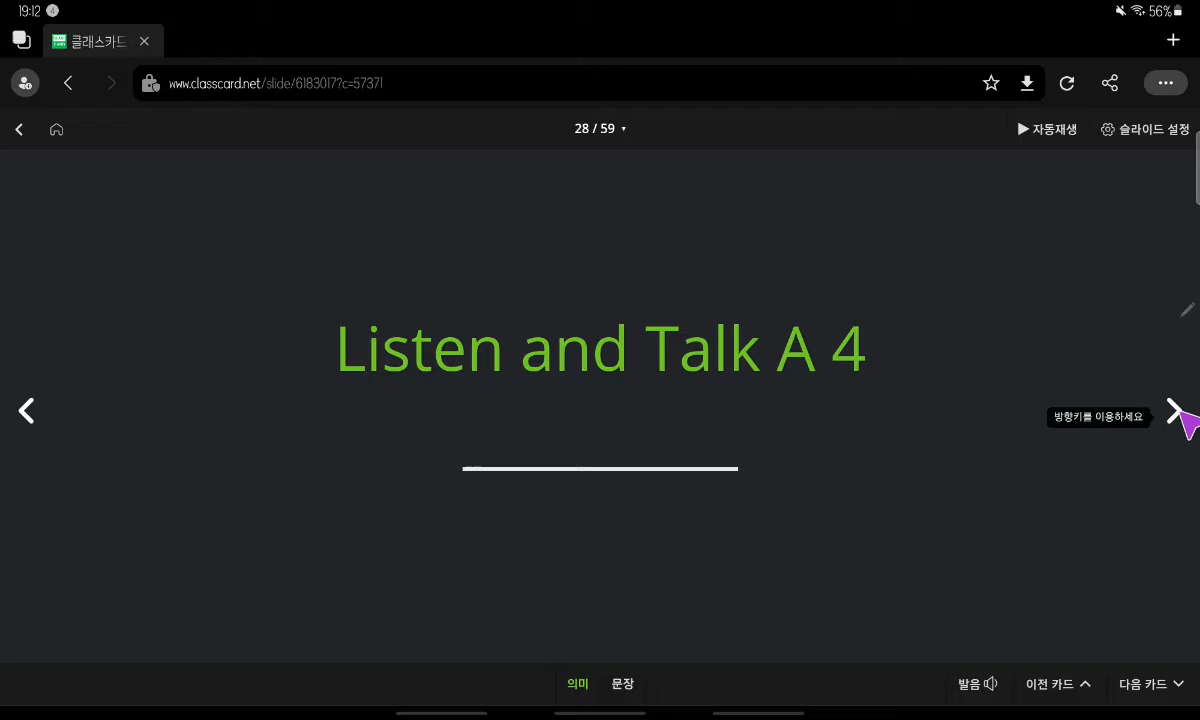 19:12 4 56%
클래스카드
www.classcard.net/slide/6183017?c=57371
28 / 59 자동재생 슬라이드 설정
Listen and Talk A 4
방향키를 이용하세요
의미 문장 발음 이전 카드 다음 카드